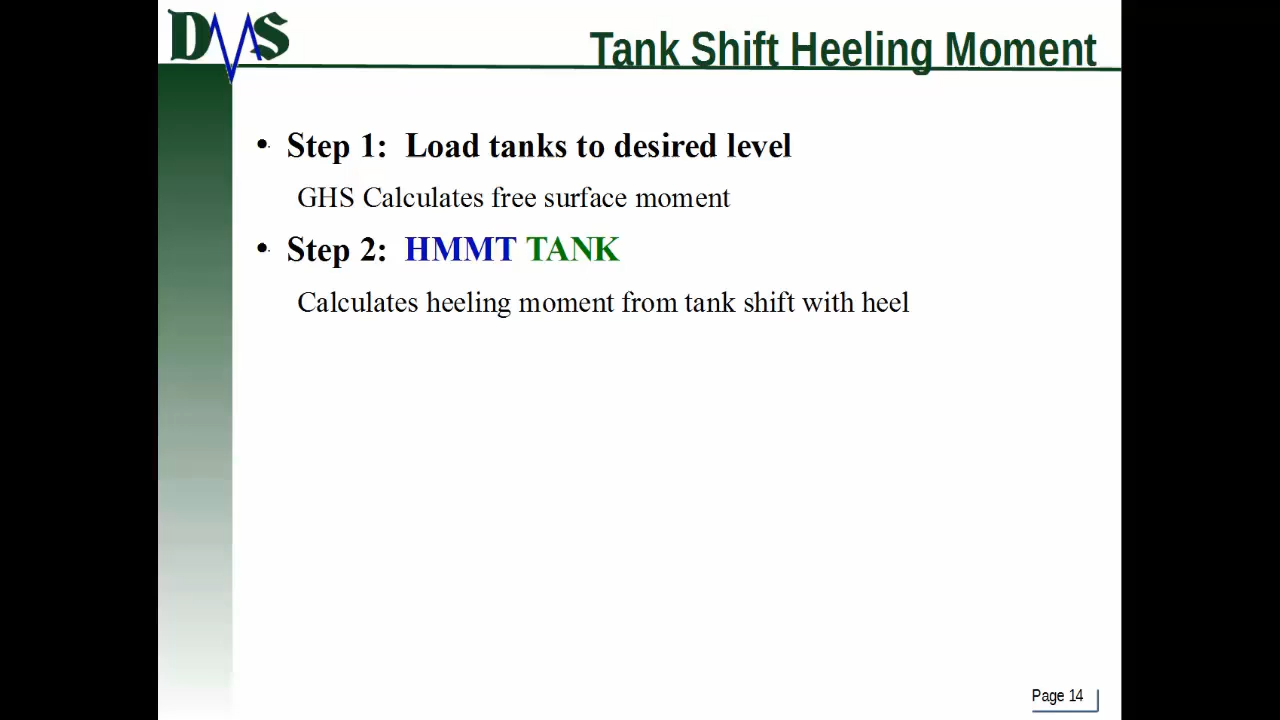 DMS
Tank Shift Heeling Moment
• Step 1: Load tanks to desired level
GHS Calculates free surface moment
• Step 2: HMMT TANK
Calculates heeling moment from tank shift with heel
Page 14